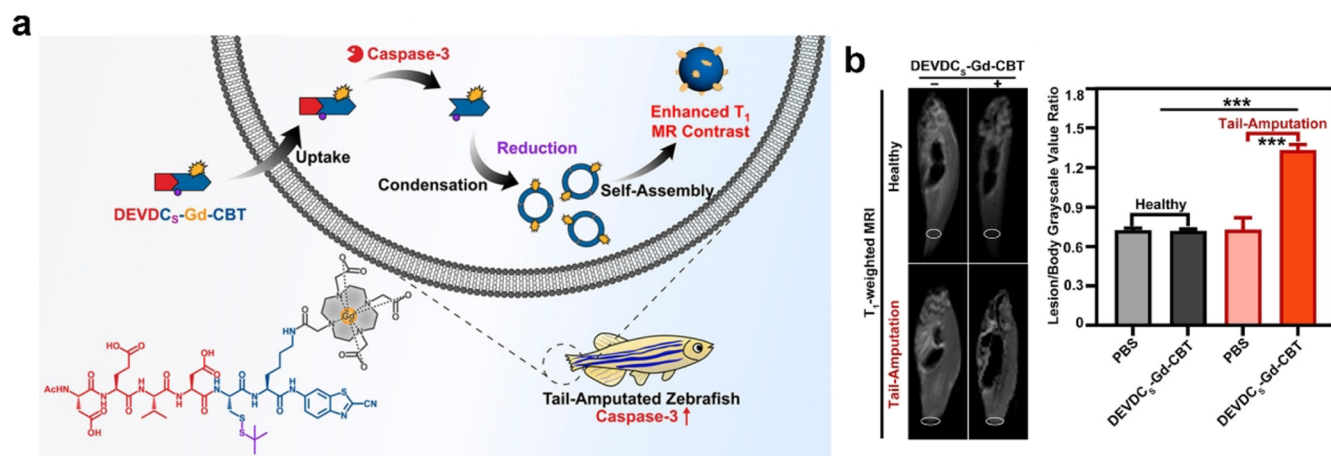 a
Caspase-3
Uptake
DEVDCS-Gd-CBT
Reduction
Condensation
Self-Assembly
Enhanced T1
MR Contrast
Tail-Amputated Zebrafish
Caspase-3 ↑
AcHN
O
OH
HO
O
H
N
O
N
H
O
H
N
O
OH
O
N
H
O
H
N
O
S
S
HN
O
N
N
N
N
Gd
O
O
O
O
O
O
H
N
S
N
CN
b
DEVDCS-Gd-CBT
– +
T1-weighted MRI
Healthy
Tail-Amputation
Lesion/Body Grayscale Value Ratio
1.8
1.5
1.2
0.9
0.6
0.3
0
***
Tail-Amputation
***
Healthy
PBS
DEVDCS-Gd-CBT
PBS
DEVDCS-Gd-CBT